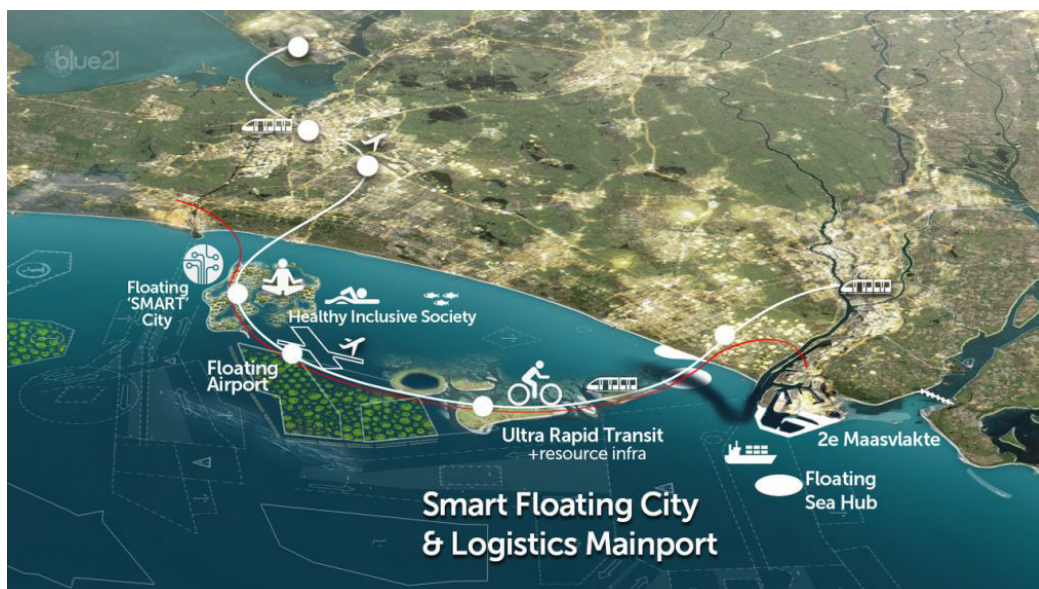 blue21
Floating
'SMART'
City
Healthy Inclusive Society
Floating
Airport
Ultra Rapid Transit
+resource infra
2e Maasvlakte
Floating
Sea Hub
Smart Floating City
& Logistics Mainport